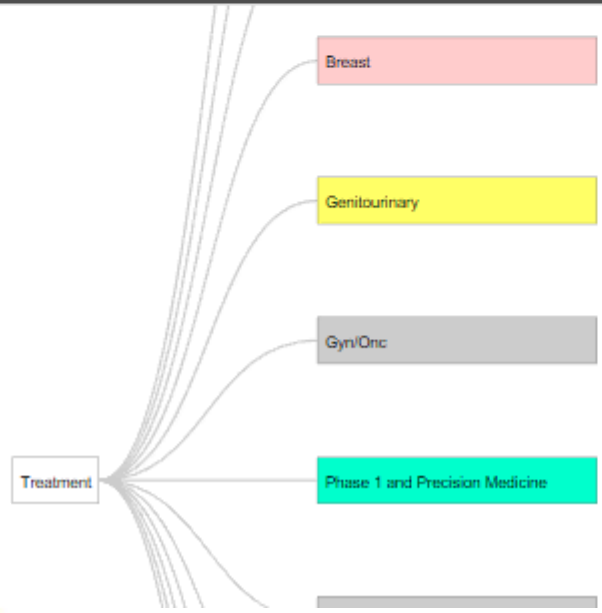 Breast
Genitourinary
Gyn/Onc
Treatment
Phase 1 and Precision Medicine